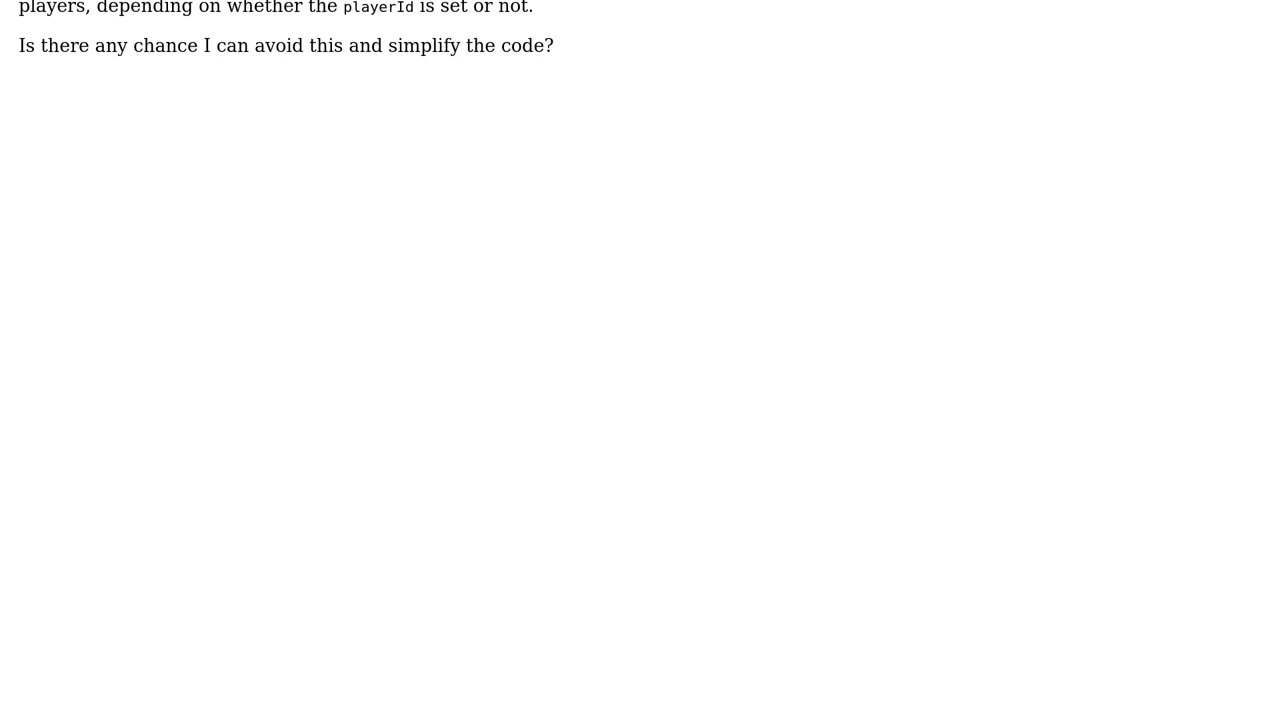 players, depending on whether the playerId is set or not.
Is there any chance I can avoid this and simplify the code?